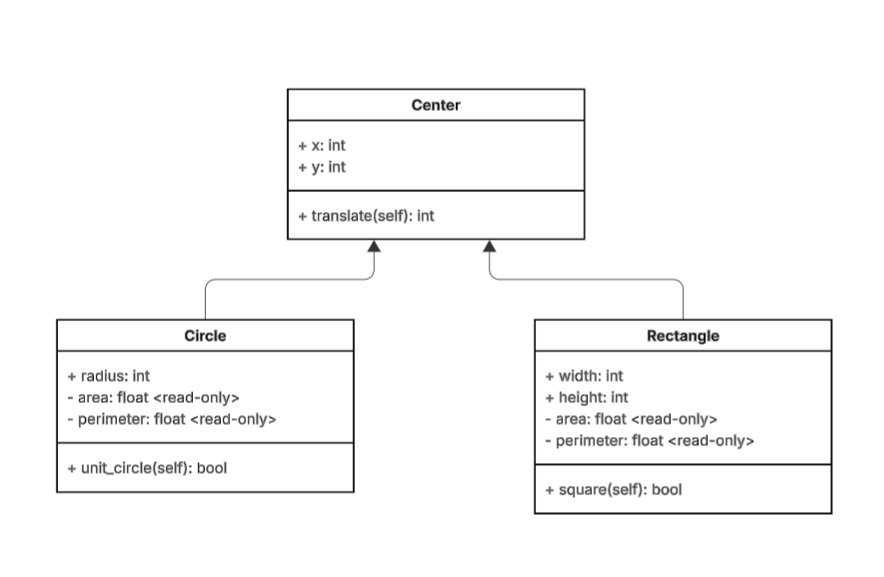 Center
+ x: int
+ y: int
+ translate(self): int
Circle
+ radius: int
- area: float <read-only>
- perimeter: float <read-only>
+ unit_circle(self): bool
Rectangle
+ width: int
+ height: int
- area: float <read-only>
- perimeter: float <read-only>
+ square(self): bool